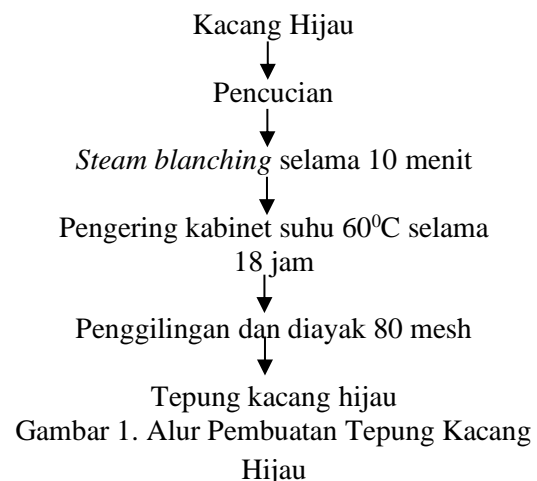 Kacang Hijau
Pencucian
Steam blanching selama 10 menit
Pengering kabinet suhu 60⁰C selama
18 jam
Penggilingan dan diayak 80 mesh
Tepung kacang hijau
Gambar 1. Alur Pembuatan Tepung Kacang
Hijau